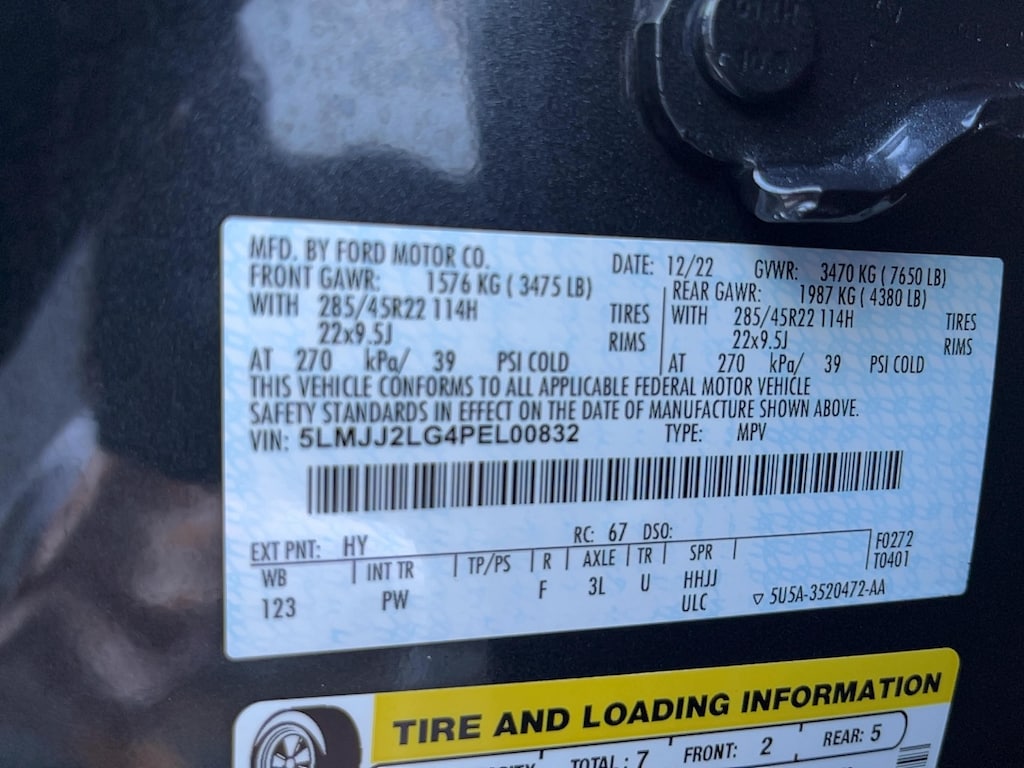 MFD. BY FORD MOTOR CO. DATE: 12/22 GVWR: 3470 KG ( 7650 LB)
FRONT GAWR: 1576 KG ( 3475 LB) REAR GAWR: 1987 KG ( 4380 LB)
WITH 285/45R22 114H TIRES WITH 285/45R22 114H TIRES
22x9.5J RIMS 22x9.5J RIMS
AT 270 kPa/ 39 PSI COLD AT 270 kPa/ 39 PSI COLD
THIS VEHICLE CONFORMS TO ALL APPLICABLE FEDERAL MOTOR VEHICLE
SAFETY STANDARDS IN EFFECT ON THE DATE OF MANUFACTURE SHOWN ABOVE.
VIN: 5LMJJ2LG4PEL00832 TYPE: MPV
EXT PNT: HY RC: 67 DSO: F0272
WB INT TR TP/PS R AXLE TR SPR T0401
123 PW F 3L U HHJJ
ULC ▽ 5U5A-3520472-AA
TIRE AND LOADING INFORMATION
TOTAL: 7 FRONT: 2 REAR: 5